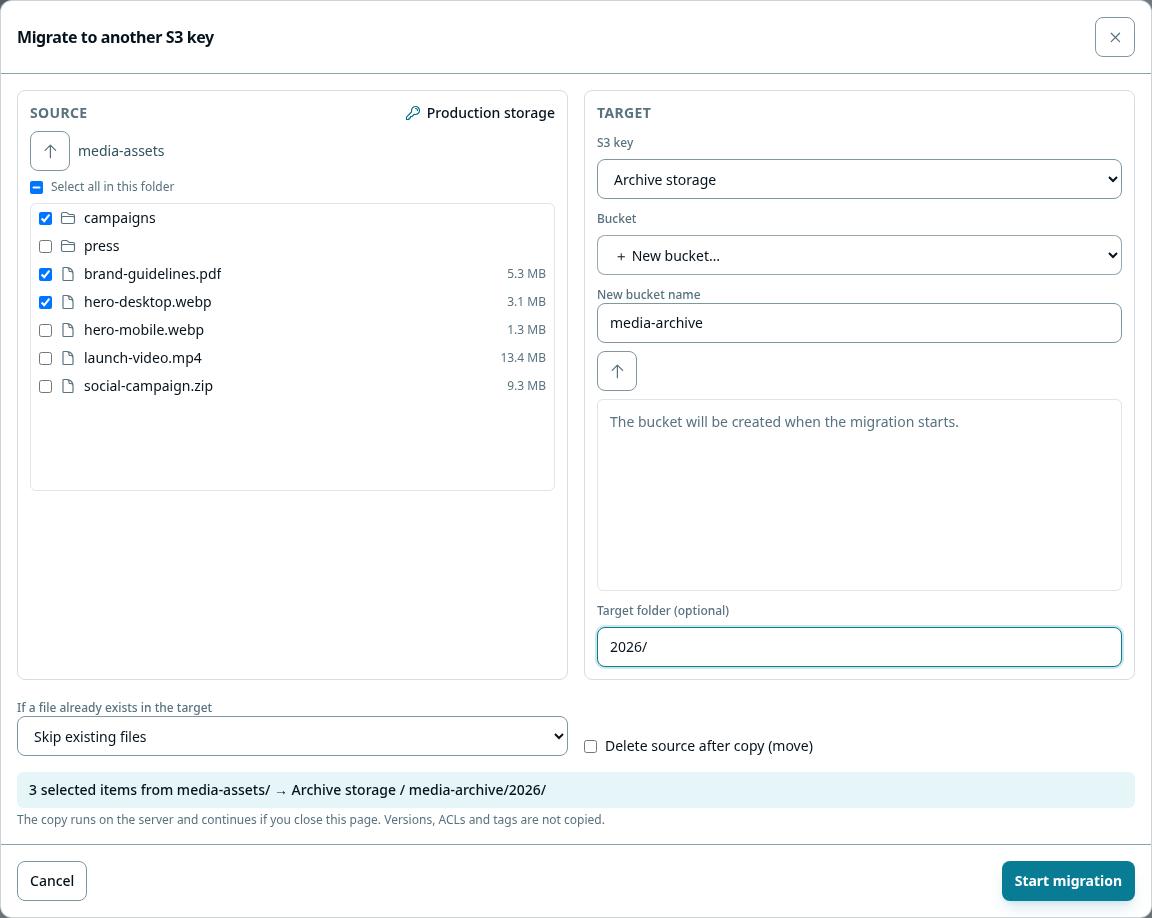 Migrate to another S3 key
SOURCE
Production storage
media-assets
Select all in this folder
campaigns
press
brand-guidelines.pdf 5.3 MB
hero-desktop.webp 3.1 MB
hero-mobile.webp 1.3 MB
launch-video.mp4 13.4 MB
social-campaign.zip 9.3 MB
TARGET
S3 key
Archive storage
Bucket
+ New bucket...
New bucket name
media-archive
The bucket will be created when the migration starts.
Target folder (optional)
2026/
If a file already exists in the target
Skip existing files
Delete source after copy (move)
3 selected items from media-assets/ → Archive storage / media-archive/2026/
The copy runs on the server and continues if you close this page. Versions, ACLs and tags are not copied.
Cancel
Start migration